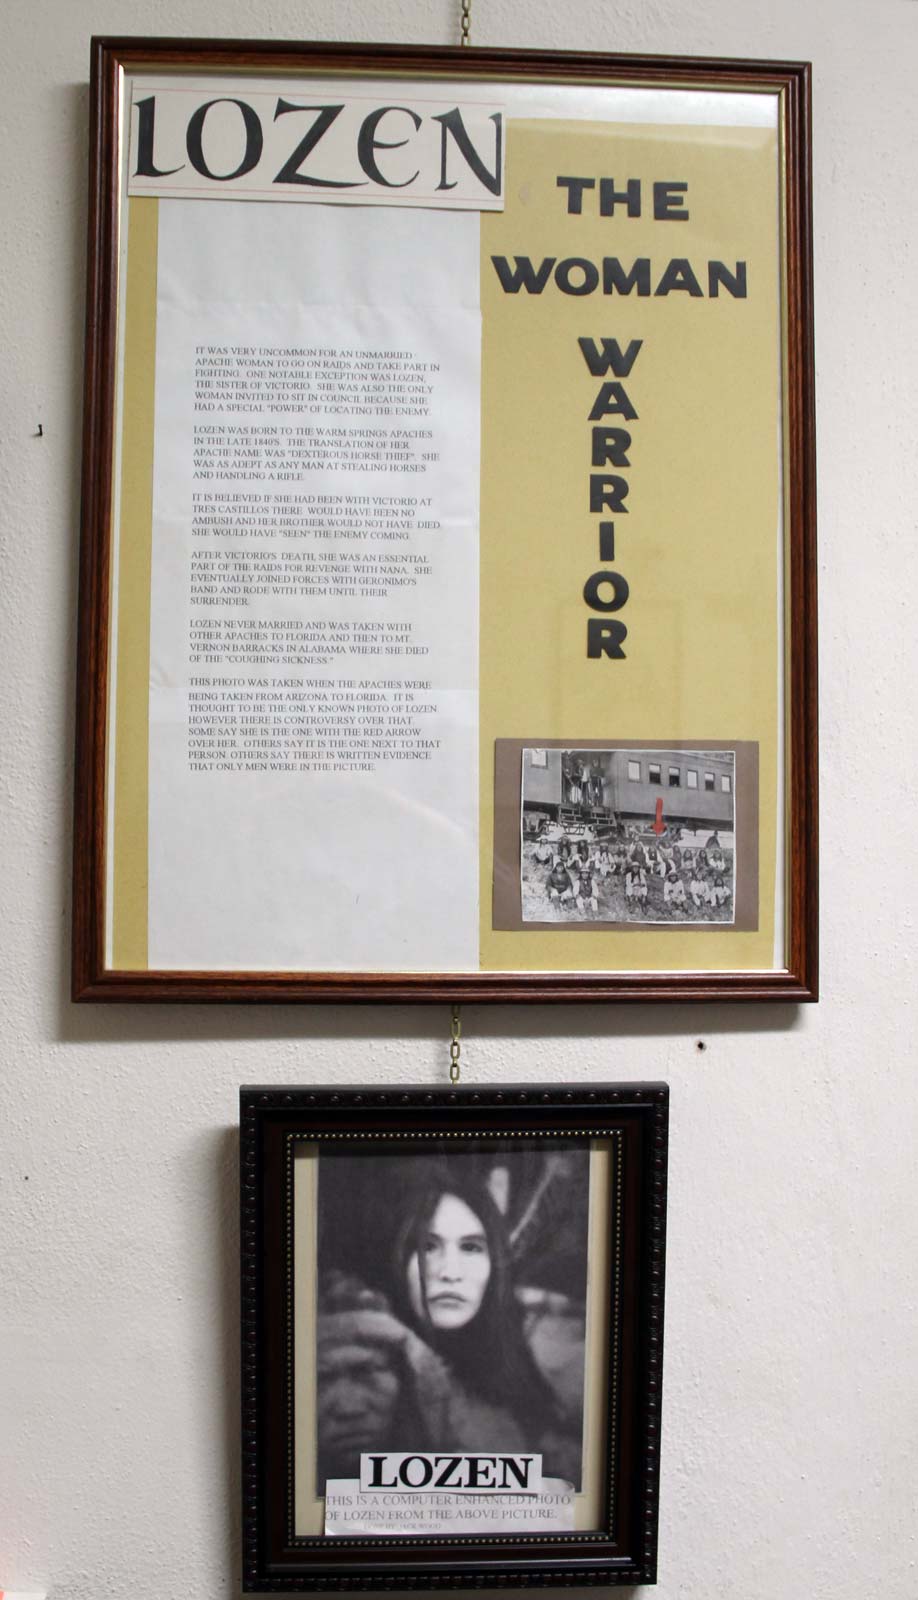 LOZEN
THE
WOMAN
WARRIOR
IT WAS VERY UNCOMMON FOR AN UNMARRIED
APACHE WOMAN TO GO ON RAIDS AND TAKE PART IN
FIGHTING. ONE NOTABLE EXCEPTION WAS LOZEN,
THE SISTER OF VICTORIO. SHE WAS ALSO THE ONLY
WOMAN INVITED TO SIT IN COUNCIL BECAUSE SHE
HAD A SPECIAL "POWER" OF LOCATING THE ENEMY.
LOZEN WAS BORN TO THE WARM SPRINGS APACHES
IN THE LATE 1840'S. THE TRANSLATION OF HER
APACHE NAME WAS "DEXTEROUS HORSE THIEF". SHE
WAS AS ADEPT AS ANY MAN AT STEALING HORSES
AND HANDLING A RIFLE.
IT IS BELIEVED IF SHE HAD BEEN WITH VICTORIO AT
TRES CASTILLOS THERE WOULD HAVE BEEN NO
AMBUSH AND HER BROTHER WOULD NOT HAVE DIED.
SHE WOULD HAVE "SEEN" THE ENEMY COMING.
AFTER VICTORIO'S DEATH, SHE WAS AN ESSENTIAL
PART OF THE RAIDS FOR REVENGE WITH NANA. SHE
EVENTUALLY JOINED FORCES WITH GERONIMO'S
BAND AND RODE WITH THEM UNTIL THEIR
SURRENDER.
LOZEN NEVER MARRIED AND WAS TAKEN WITH
OTHER APACHES TO FLORIDA AND THEN TO MT.
VERNON BARRACKS IN ALABAMA WHERE SHE DIED
OF THE "COUGHING SICKNESS."
THIS PHOTO WAS TAKEN WHEN THE APACHES WERE
BEING TAKEN FROM ARIZONA TO FLORIDA. IT IS
THOUGHT TO BE THE ONLY KNOWN PHOTO OF LOZEN
HOWEVER THERE IS CONTROVERSY OVER THAT.
SOME SAY SHE IS THE ONE WITH THE RED ARROW
OVER HER. OTHERS SAY IT IS THE ONE NEXT TO THAT
PERSON. OTHERS SAY THERE IS WRITTEN EVIDENCE
THAT ONLY MEN WERE IN THE PICTURE.
LOZEN
THIS IS A COMPUTER ENHANCED PHOTO
OF LOZEN FROM THE ABOVE PICTURE.
BY JACK WOOD